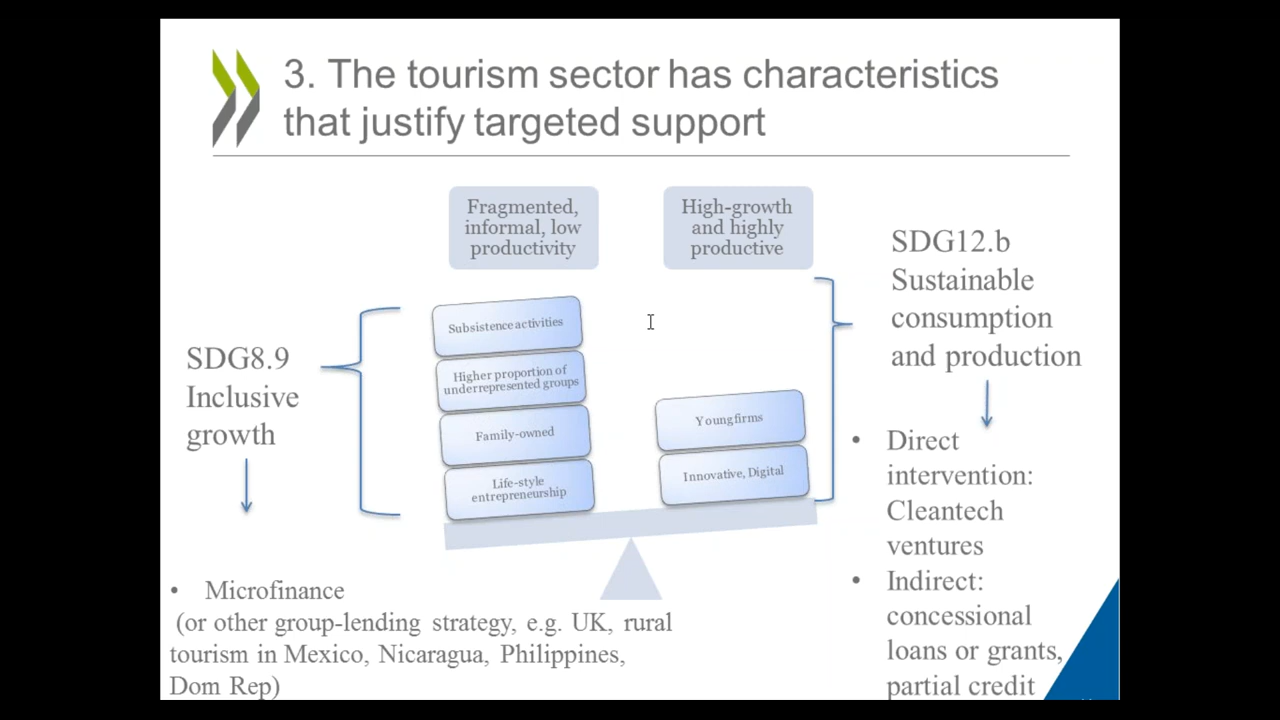 3. The tourism sector has characteristics
that justify targeted support
Fragmented,
informal, low
productivity
High-growth
and highly
productive
SDG8.9
Inclusive
growth
Subsistence activities
Higher proportion of
underrepresented groups
Family-owned
Life-style
entrepreneurship
Young firms
Innovative, Digital
SDG12.b
Sustainable
consumption
and production
• Microfinance
(or other group-lending strategy, e.g. UK, rural
tourism in Mexico, Nicaragua, Philippines,
Dom Rep)
• Direct
intervention:
Cleantech
ventures
• Indirect:
concessional
loans or grants,
partial credit